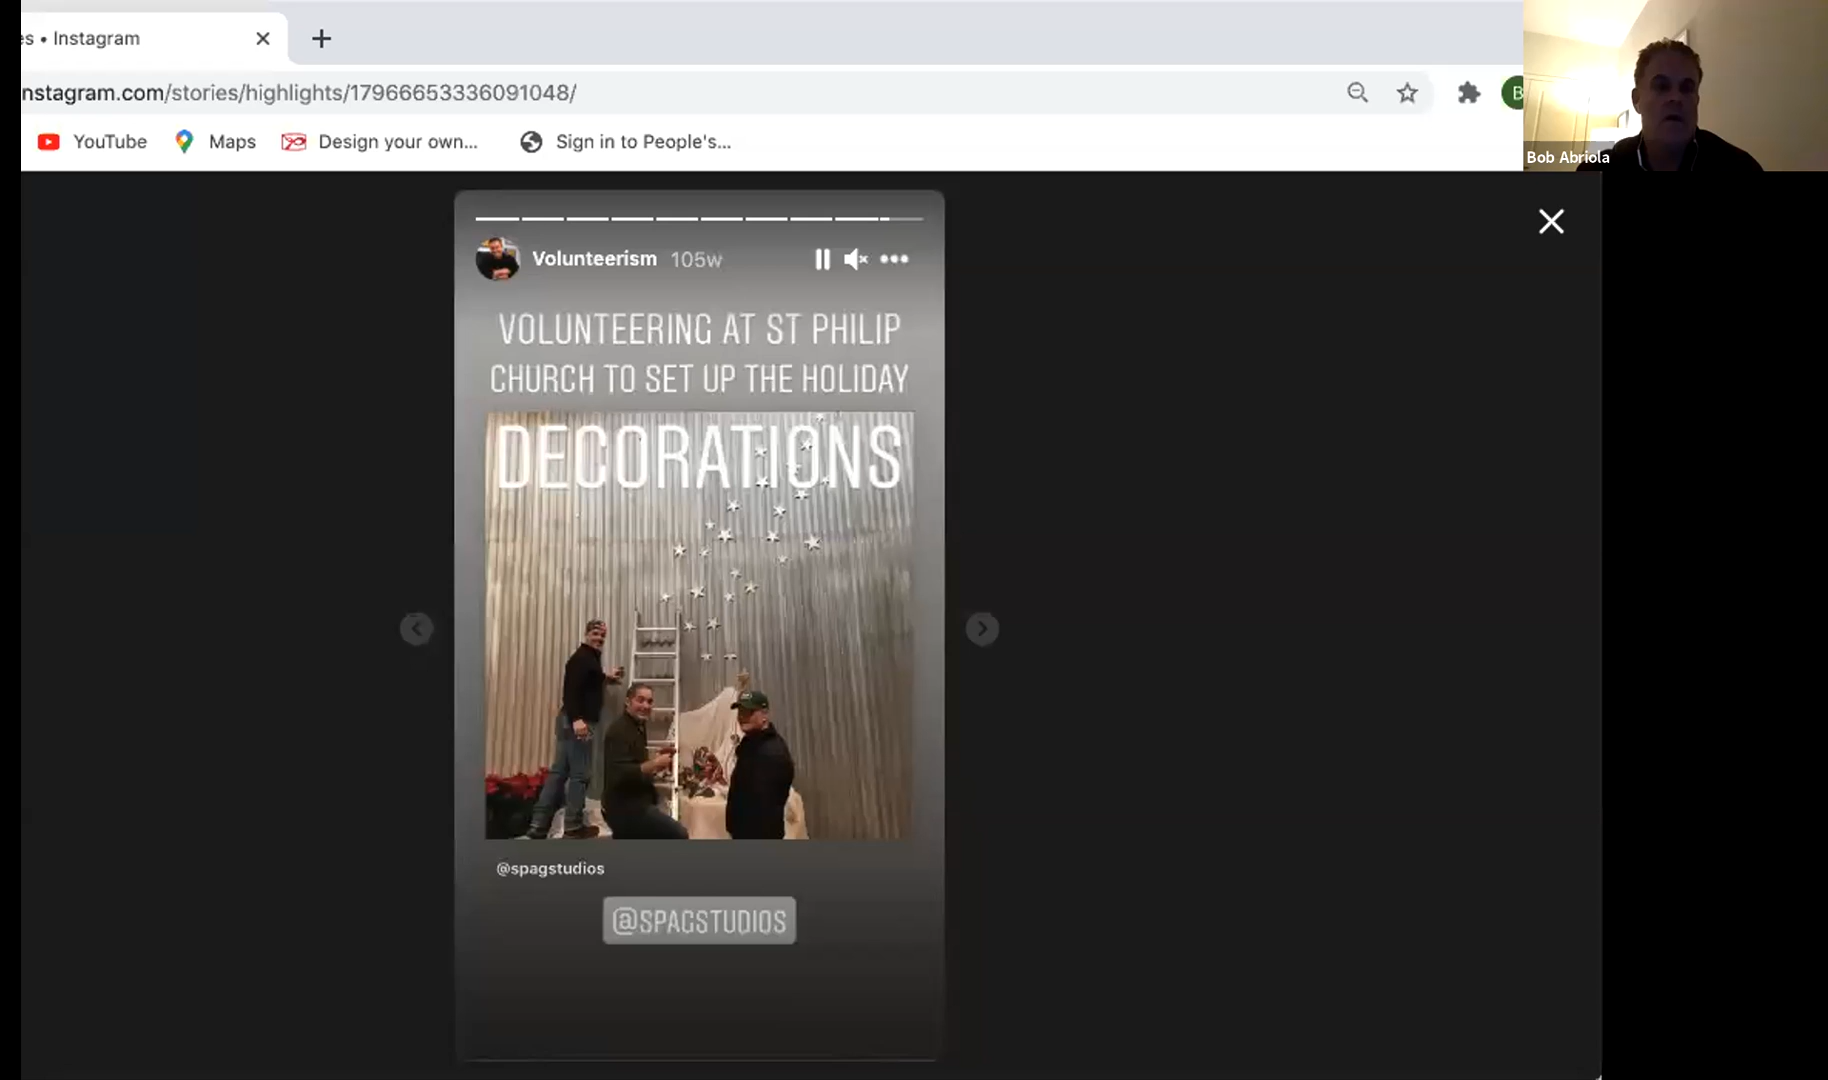 es • Instagram
nstagram.com/stories/highlights/17966653336091048/
B
YouTube
Maps
Design your own...
Sign in to People's...
Bob Abriola
Volunteerism 105w
VOLUNTEERING AT ST PHILIP
CHURCH TO SET UP THE HOLIDAY
DECORATIONS
@spagstudios
@SPAGSTUDIOS